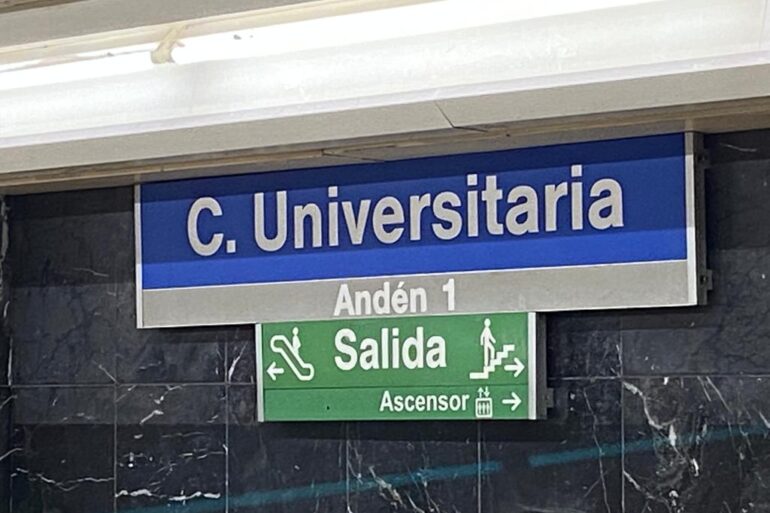 C. Universitaria
Andén 1
Salida
Ascensor